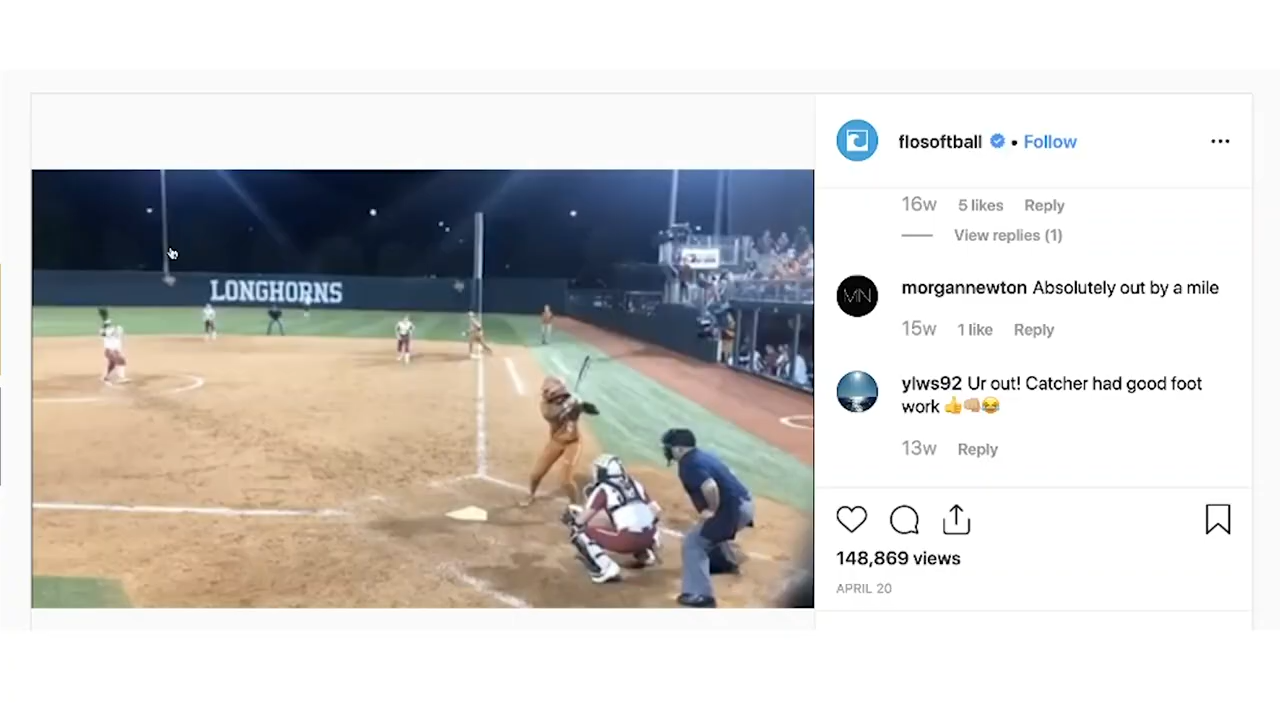 flosoftball • Follow
16w 5 likes Reply
View replies (1)
morgannewton Absolutely out by a mile
15w 1 like Reply
ylws92 Ur out! Catcher had good foot
work 👍👊🏼😂
13w Reply
148,869 views
APRIL 20
LONGHORNS
MN